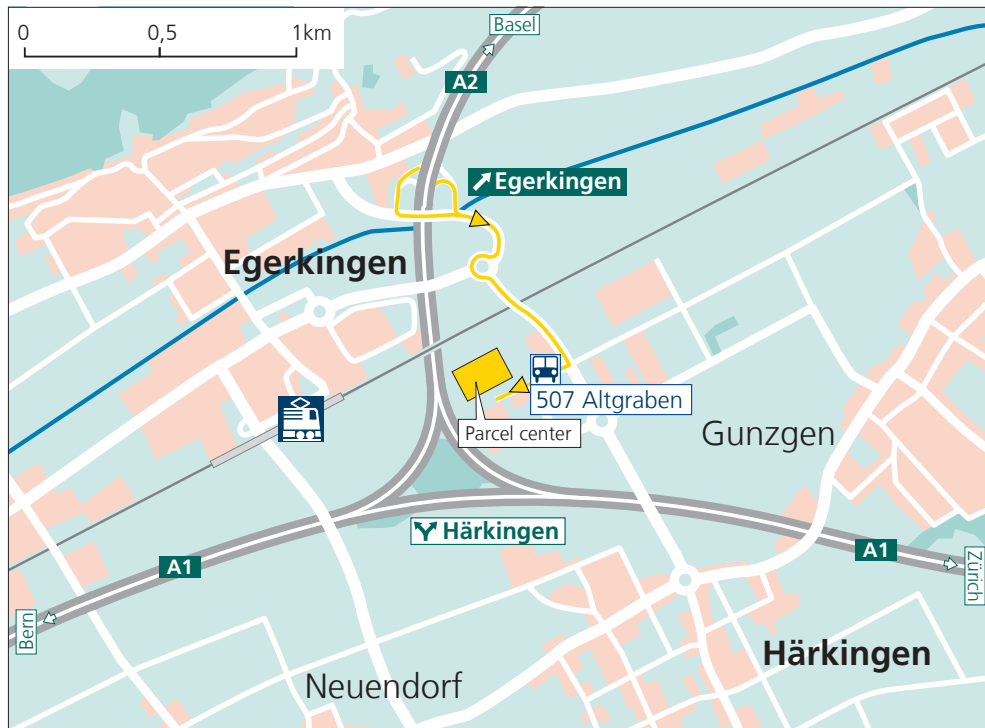 0 0,5 1km
Basel
A2
Egerkingen
Egerkingen
507 Altgraben
Parcel center
Gunzgen
Härkingen
A1
A1
Zürich
Bern
Härkingen
Neuendorf